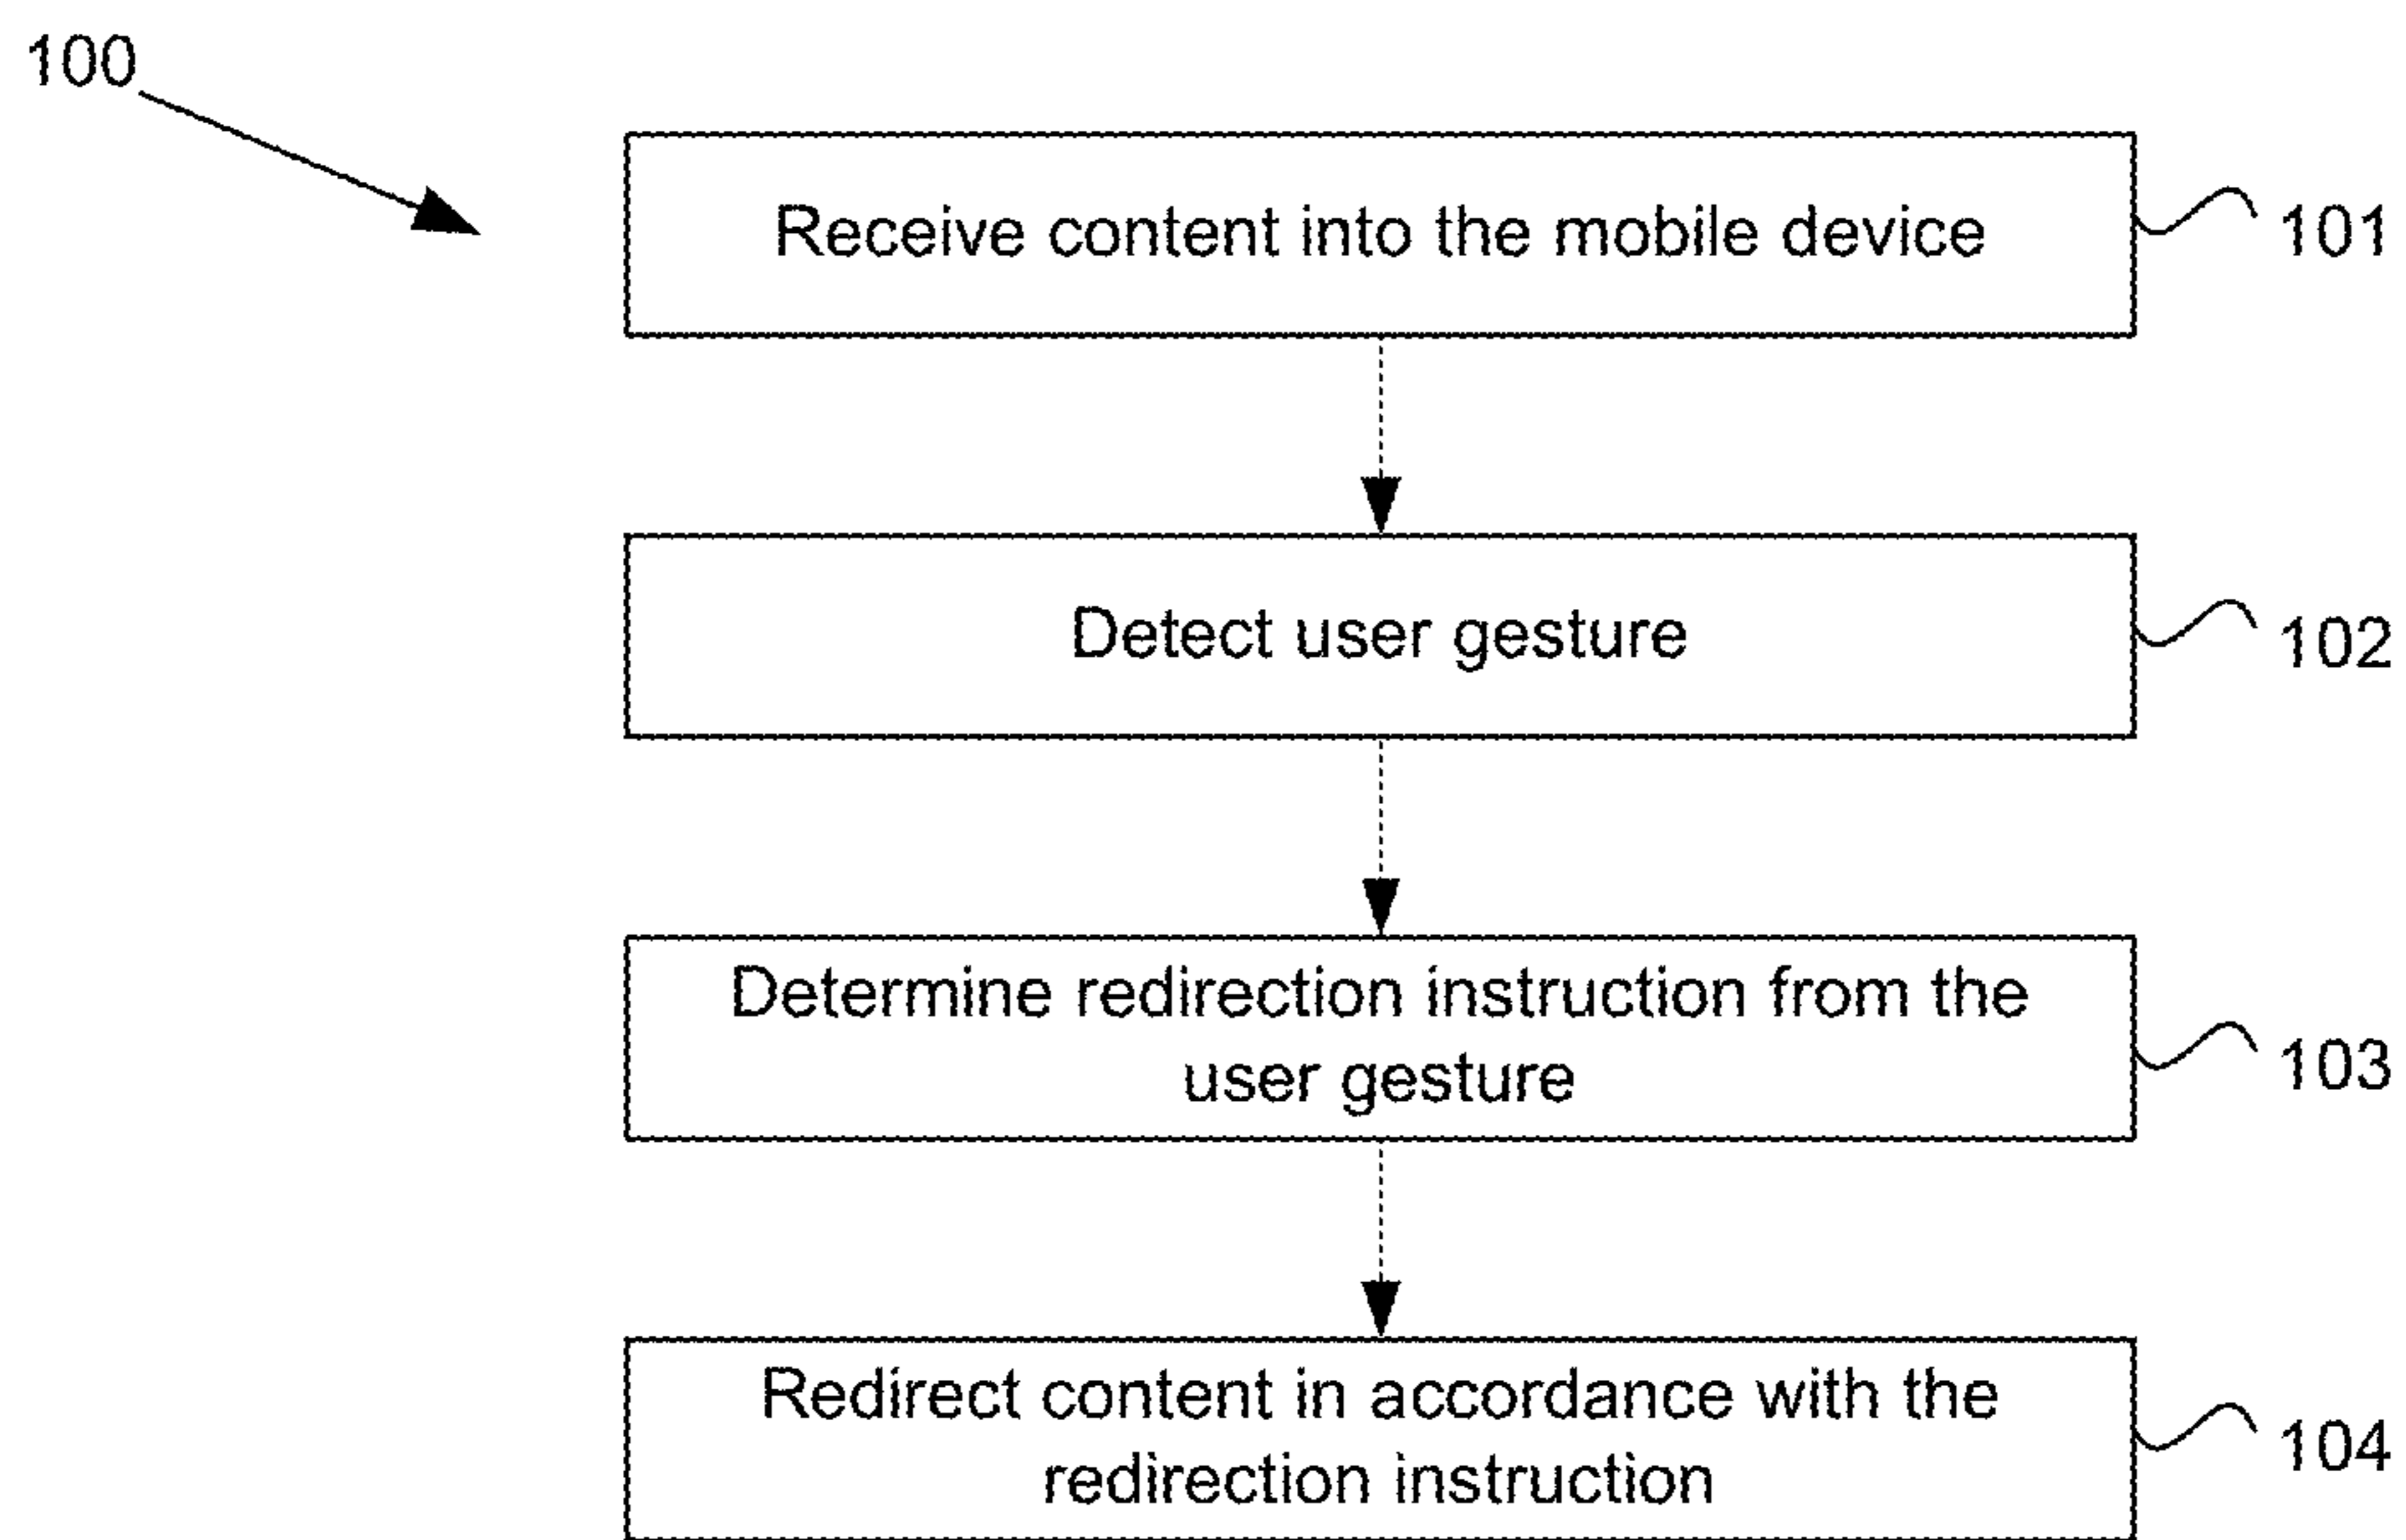 100
Receive content into the mobile device
101
Detect user gesture
102
Determine redirection instruction from the
user gesture
103
Redirect content in accordance with the
redirection instruction
104